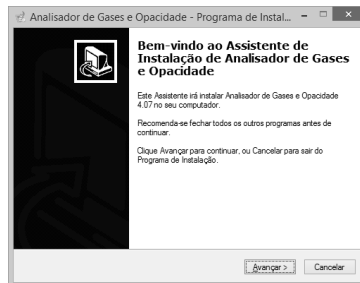 Analisador de Gases e Opacidade - Programa de Instal...
Bem-vindo ao Assistente de
Instalação de Analisador de Gases
e Opacidade
Este Assistente irá instalar Analisador de Gases e Opacidade
4.07 no seu computador.
Recomenda-se fechar todos os outros programas antes de
continuar.
Clique Avançar para continuar, ou Cancelar para sair do
Programa de Instalação.
Avançar >
Cancelar